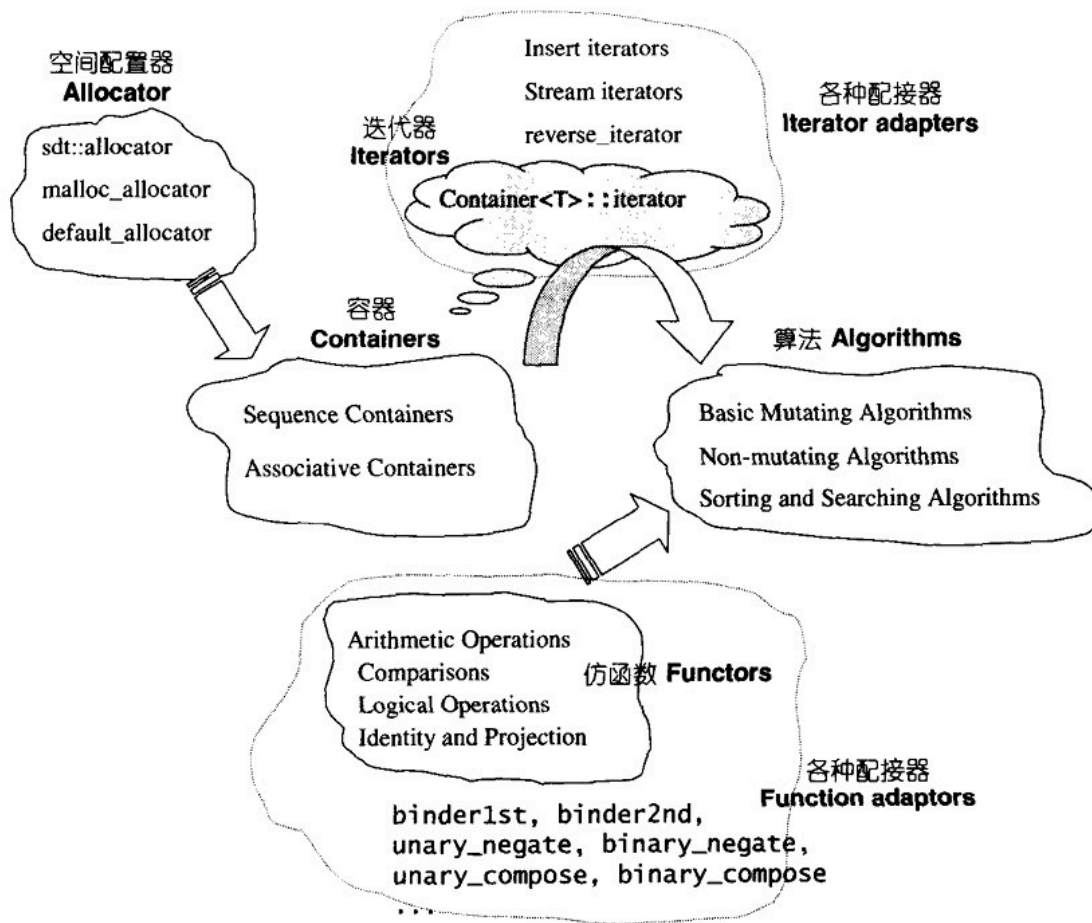 空间配置器
Allocator
sdt::allocator
malloc_allocator
default_allocator
Insert iterators
Stream iterators
reverse_iterator
迭代器
Iterators
各种配接器
Iterator adapters
Container<T>::iterator
容器
Containers
Sequence Containers
Associative Containers
算法 Algorithms
Basic Mutating Algorithms
Non-mutating Algorithms
Sorting and Searching Algorithms
Arithmetic Operations
Comparisons
Logical Operations
Identity and Projection
仿函数 Functors
各种配接器
Function adaptors
binder1st, binder2nd,
unary_negate, binary_negate,
unary_compose, binary_compose
...